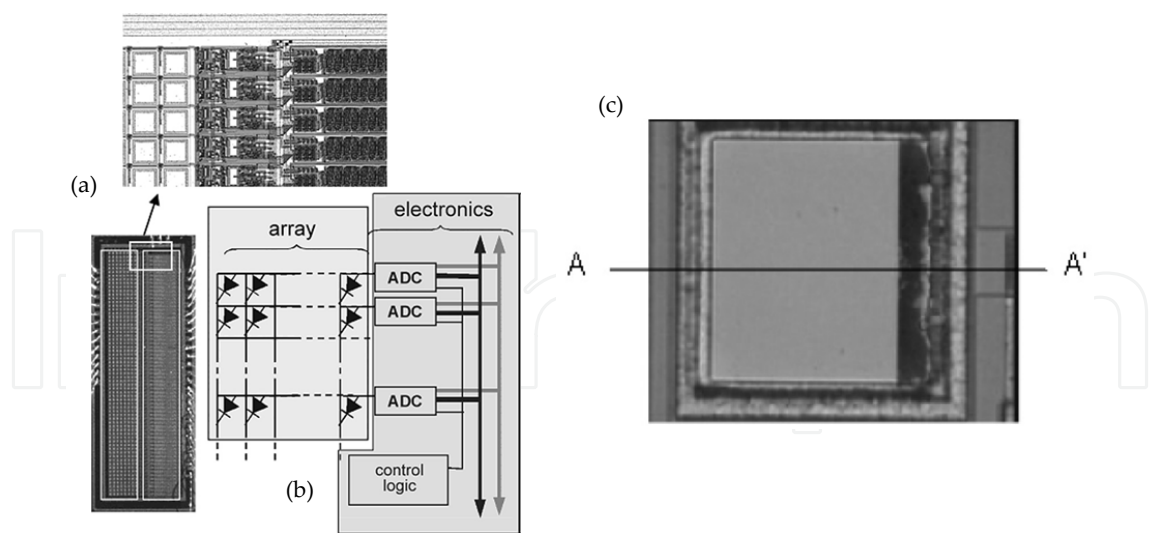 (a)
array
electronics
ADC
ADC
ADC
control
logic
(b)
(c)
A
A'